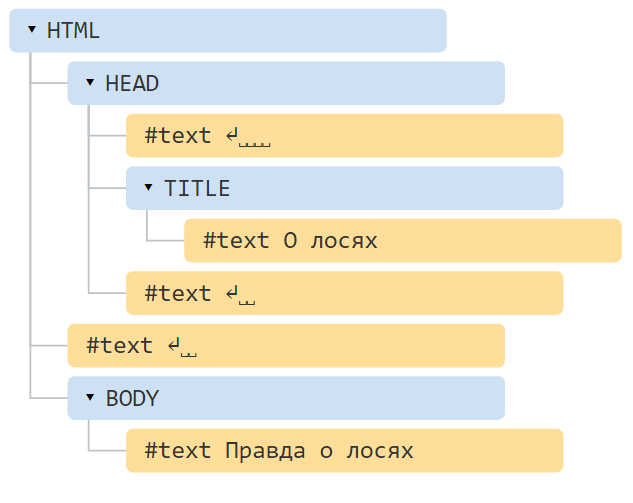 ▾ HTML
▾ HEAD
#text ↵␣␣␣␣
▾ TITLE
#text О лосях
#text ↵␣␣
#text ↵␣␣
▾ BODY
#text Правда о лосях